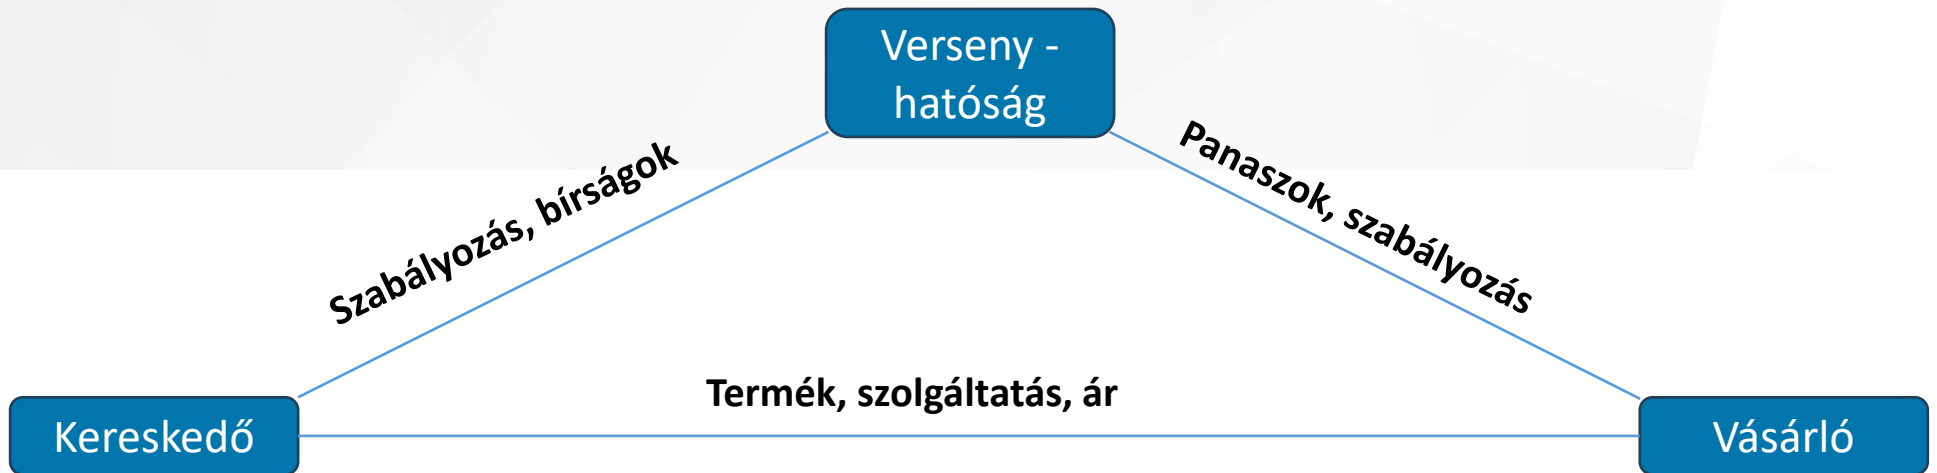 Verseny -
hatóság
Szabályozás, bírságok
Panaszok, szabályozás
Termék, szolgáltatás, ár
Kereskedő
Vásárló